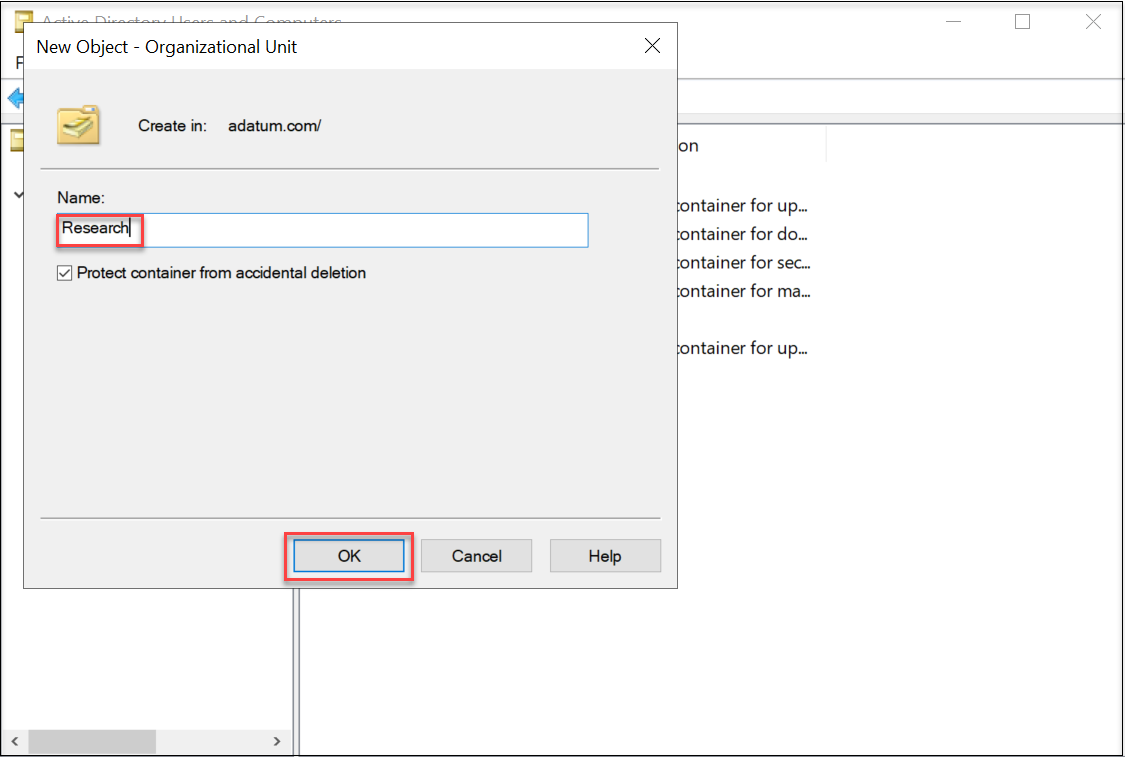 Active Directory Users and Computers
New Object - Organizational Unit
F
Create in: adatum.com/
on
Name:
Research
Protect container from accidental deletion
container for up...
container for do...
container for sec...
container for ma...
container for up...
OK Cancel Help